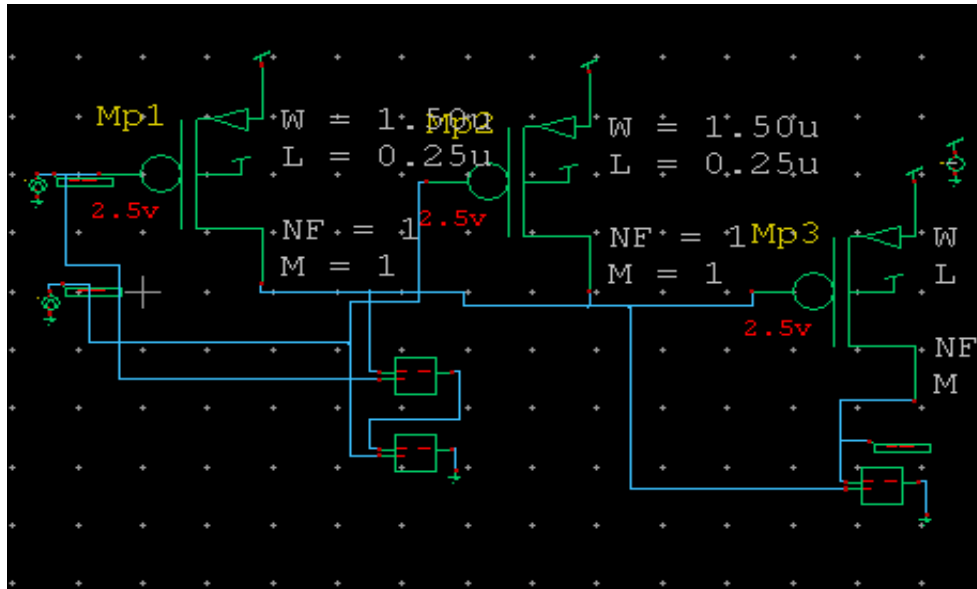 Mp1
W = 1.50u
L = 0.25u
2.5v
NF = 1
M = 1
Mp2
W = 1.50u
L = 0.25u
2.5v
NF = 1
M = 1
Mp3
W
L
2.5v
NF
M